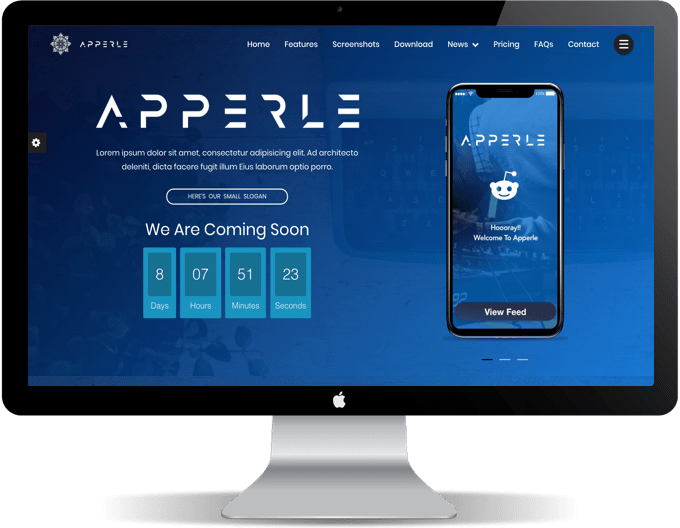 APPERLE
Home Features Screenshots Download News Pricing FAQs Contact
APPERLE
Lorem ipsum dolor sit amet, consectetur adipisicing elit. Ad architecto
deleniti, dicta facere fugit illum Eius laborum optio porro.
HERE'S OUR SMALL SLOGAN
We Are Coming Soon
8 07 51 23
Days Hours Minutes Seconds
100%
APPERLE
Hoooray!!
Welcome To Apperle
View Feed